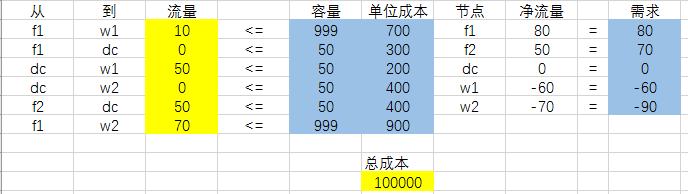 从 到 流量 容量 单位成本 节点 净流量 需求
f1 w1 10 <= 999 700 f1 80 = 80
f1 dc 0 <= 50 300 f2 50 = 70
dc w1 50 <= 50 200 dc 0 = 0
dc w2 0 <= 50 400 w1 -60 = -60
f2 dc 50 <= 50 400 w2 -70 = -90
f1 w2 70 <= 999 900
总成本
100000